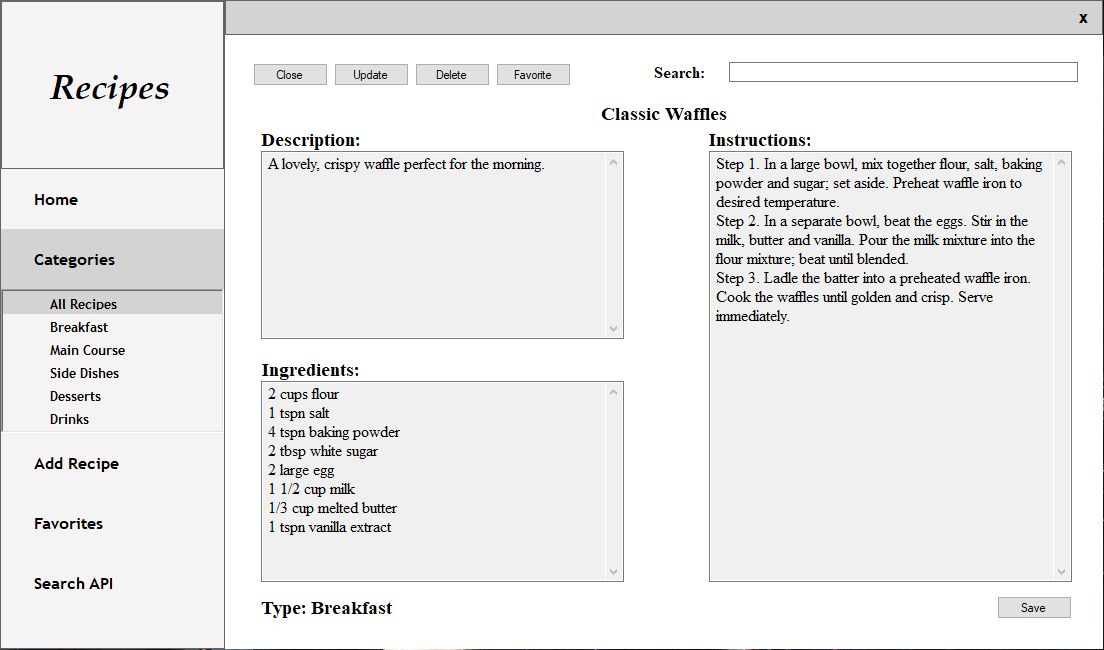 x
Recipes
Home
Categories
All Recipes
Breakfast
Main Course
Side Dishes
Desserts
Drinks
Add Recipe
Favorites
Search API
Close Update Delete Favorite Search:
Classic Waffles
Description:
A lovely, crispy waffle perfect for the morning.
Ingredients:
2 cups flour
1 tspn salt
4 tspn baking powder
2 tbsp white sugar
2 large egg
1 1/2 cup milk
1/3 cup melted butter
1 tspn vanilla extract
Type: Breakfast
Instructions:
Step 1. In a large bowl, mix together flour, salt, baking
powder and sugar; set aside. Preheat waffle iron to
desired temperature.
Step 2. In a separate bowl, beat the eggs. Stir in the
milk, butter and vanilla. Pour the milk mixture into the
flour mixture; beat until blended.
Step 3. Ladle the batter into a preheated waffle iron.
Cook the waffles until golden and crisp. Serve
immediately.
Save